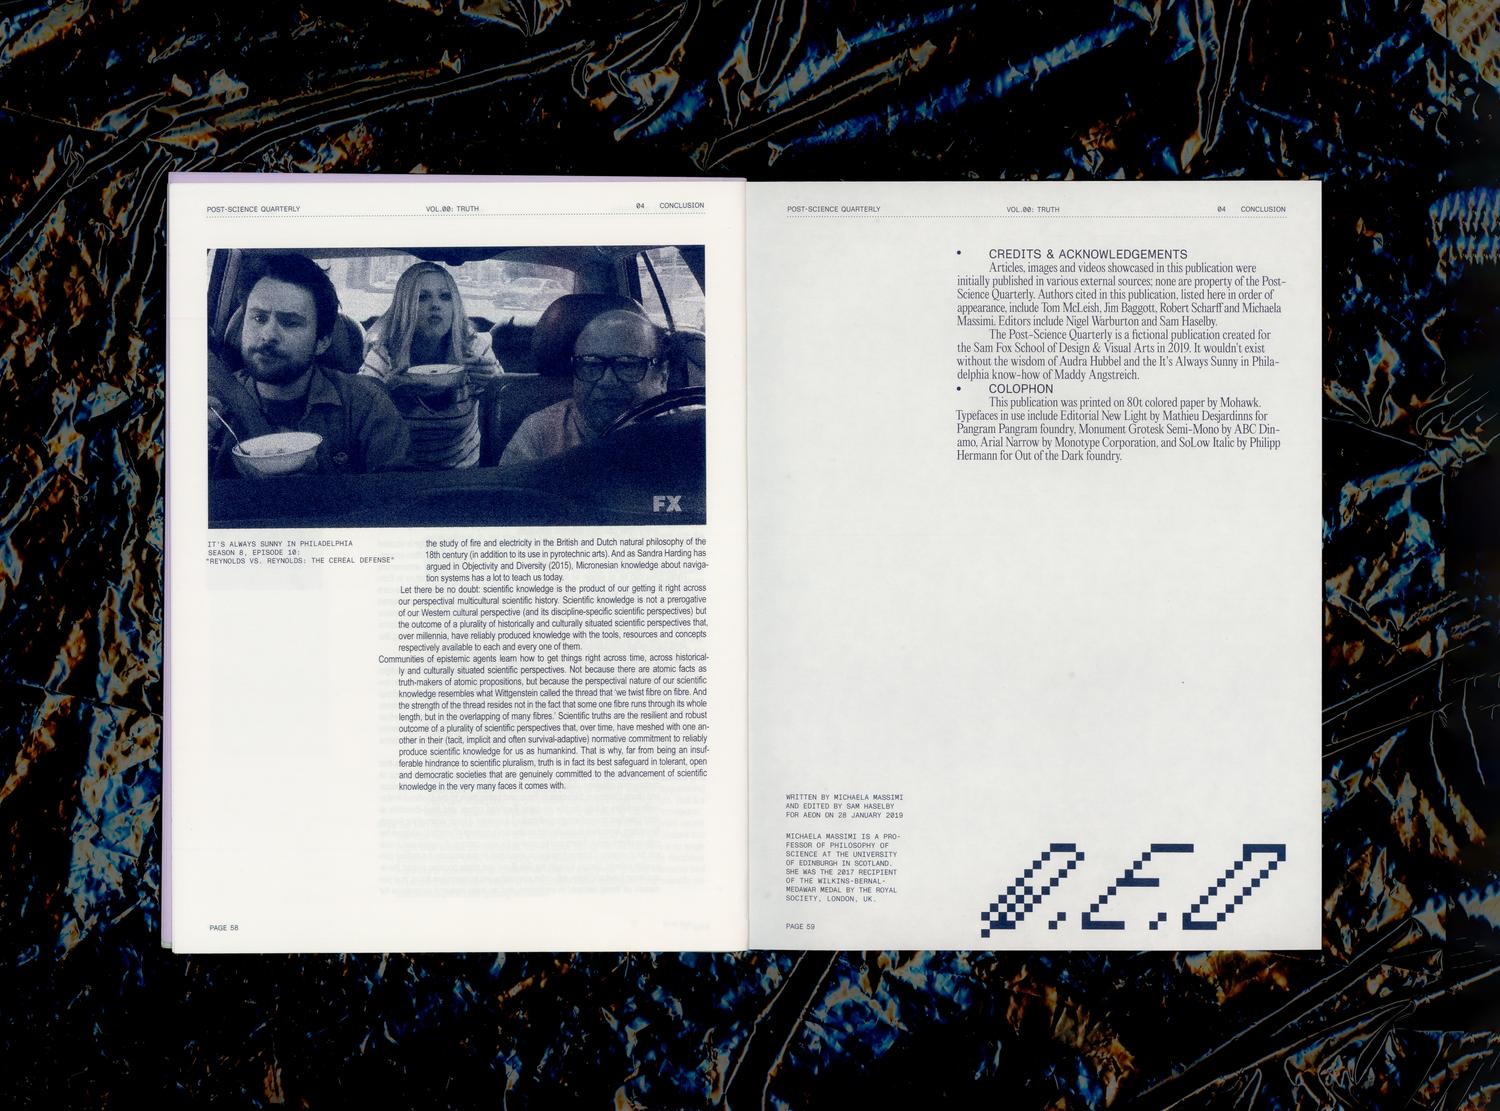 POST-SCIENCE QUARTERLY
VOL.00: TRUTH
04 CONCLUSION
FX
IT'S ALWAYS SUNNY IN PHILADELPHIA
SEASON 8, EPISODE 10:
"REYNOLDS VS. REYNOLDS: THE CEREAL DEFENSE"
the study of fire and electricity in the British and Dutch natural philosophy of the
18th century (in addition to its use in pyrotechnic arts). And as Sandra Harding has
argued in Objectivity and Diversity (2015), Micronesian knowledge about naviga-
tion systems has a lot to teach us today.
Let there be no doubt: scientific knowledge is the product of our getting it right across
our perspectival multicultural scientific history. Scientific knowledge is not a prerogative
of our Western cultural perspective (and its discipline-specific scientific perspectives) but
the outcome of a plurality of historically and culturally situated scientific perspectives that,
over millennia, have reliably produced knowledge with the tools, resources and concepts
respectively available to each and every one of them.
Communities of epistemic agents learn how to get things right across time, across historical-
ly and culturally situated scientific perspectives. Not because there are atomic facts as
truth-makers of atomic propositions, but because the perspectival nature of our scientific
knowledge resembles what Wittgenstein called the thread that 'we twist fibre on fibre. And
the strength of the thread resides not in the fact that some one fibre runs through its whole
length, but in the overlapping of many fibres.' Scientific truths are the resilient and robust
outcome of a plurality of scientific perspectives that, over time, have meshed with one an-
other in their (tacit, implicit and often survival-adaptive) normative commitment to reliably
produce scientific knowledge for us as humankind. That is why, far from being an insuf-
ferable hindrance to scientific pluralism, truth is in fact its best safeguard in tolerant, open
and democratic societies that are genuinely committed to the advancement of scientific
knowledge in the very many faces it comes with.
PAGE 58
POST-SCIENCE QUARTERLY
VOL.00: TRUTH
04 CONCLUSION
• CREDITS & ACKNOWLEDGEMENTS
Articles, images and videos showcased in this publication were
initially published in various external sources; none are property of the Post-
Science Quarterly. Authors cited in this publication, listed here in order of
appearance, include Tom McLeish, Jim Baggott, Robert Scharff and Michaela
Massimi. Editors include Nigel Warburton and Sam Haselby.
The Post-Science Quarterly is a fictional publication created for
the Sam Fox School of Design & Visual Arts in 2019. It wouldn't exist
without the wisdom of Audra Hubbel and the It's Always Sunny in Phila-
delphia know-how of Maddy Angstreich.
• COLOPHON
This publication was printed on 80t colored paper by Mohawk.
Typefaces in use include Editorial New Light by Mathieu Desjardinns for
Pangram Pangram foundry, Monument Grotesk Semi-Mono by ABC Din-
amo, Arial Narrow by Monotype Corporation, and SoLow Italic by Philipp
Hermann for Out of the Dark foundry.
WRITTEN BY MICHAELA MASSIMI
AND EDITED BY SAM HASELBY
FOR AEON ON 28 JANUARY 2019
MICHAELA MASSIMI IS A PRO-
FESSOR OF PHILOSOPHY OF
SCIENCE AT THE UNIVERSITY
OF EDINBURGH IN SCOTLAND.
SHE WAS THE 2017 RECIPIENT
OF THE WILKINS-BERNAL-
MEDAWAR MEDAL BY THE ROYAL
SOCIETY, LONDON, UK.
PAGE 59
Q.E.D